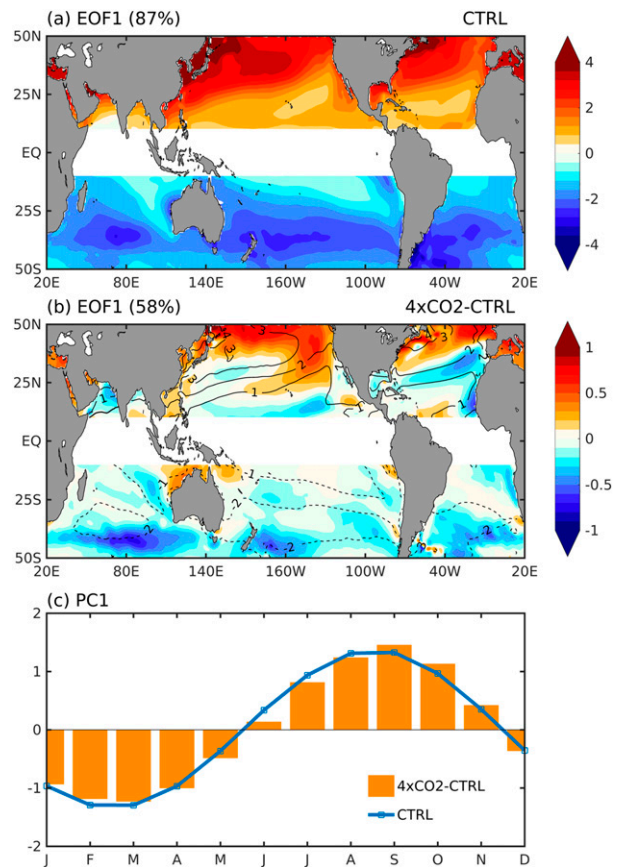 (a) EOF1 (87%) CTRL
50N
25N
EQ
25S
50S
20E 80E 140E 160W 100W 40W 20E
4
2
0
-2
-4
(b) EOF1 (58%) 4xCO2-CTRL
50N
25N
EQ
25S
50S
20E 80E 140E 160W 100W 40W 20E
1
0.5
0
-0.5
-1
(c) PC1
2
1
0
-1
-2
J F M A M J J A S O N D
4xCO2-CTRL
CTRL